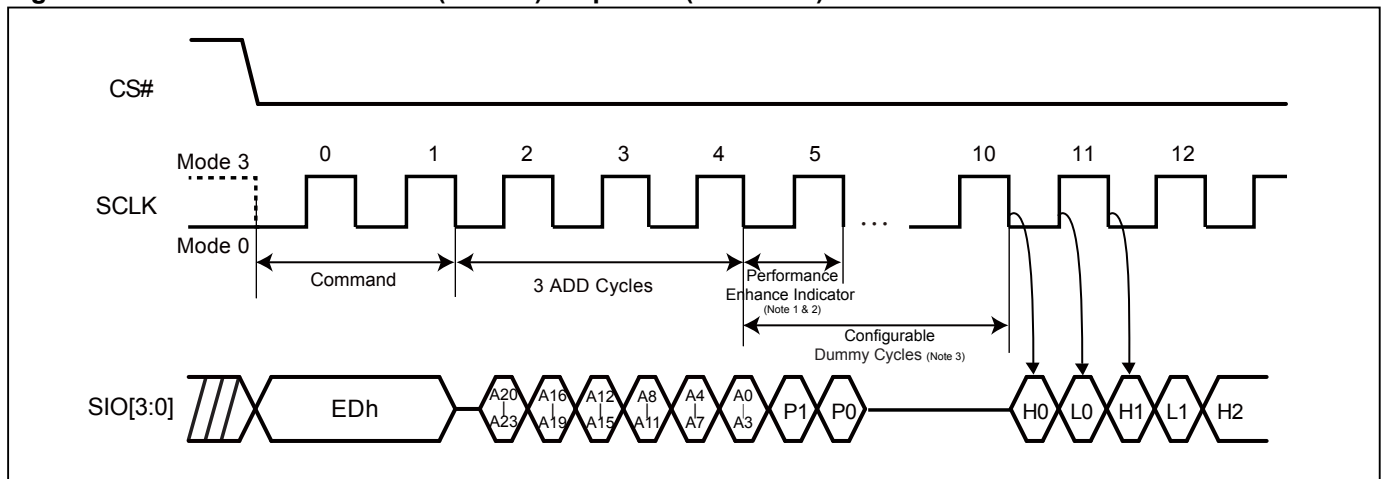 CS#
Mode 3
0 1 2 3 4 5 10 11 12
SCLK
...
Mode 0
Command
3 ADD Cycles
Performance
Enhance Indicator
(Note 1 & 2)
Configurable
Dummy Cycles (Note 3)
SIO[3:0]
EDh
A20 | A23
A16 | A19
A12 | A15
A8 | A11
A4 | A7
A0 | A3
P1 P0 H0 L0 H1 L1 H2